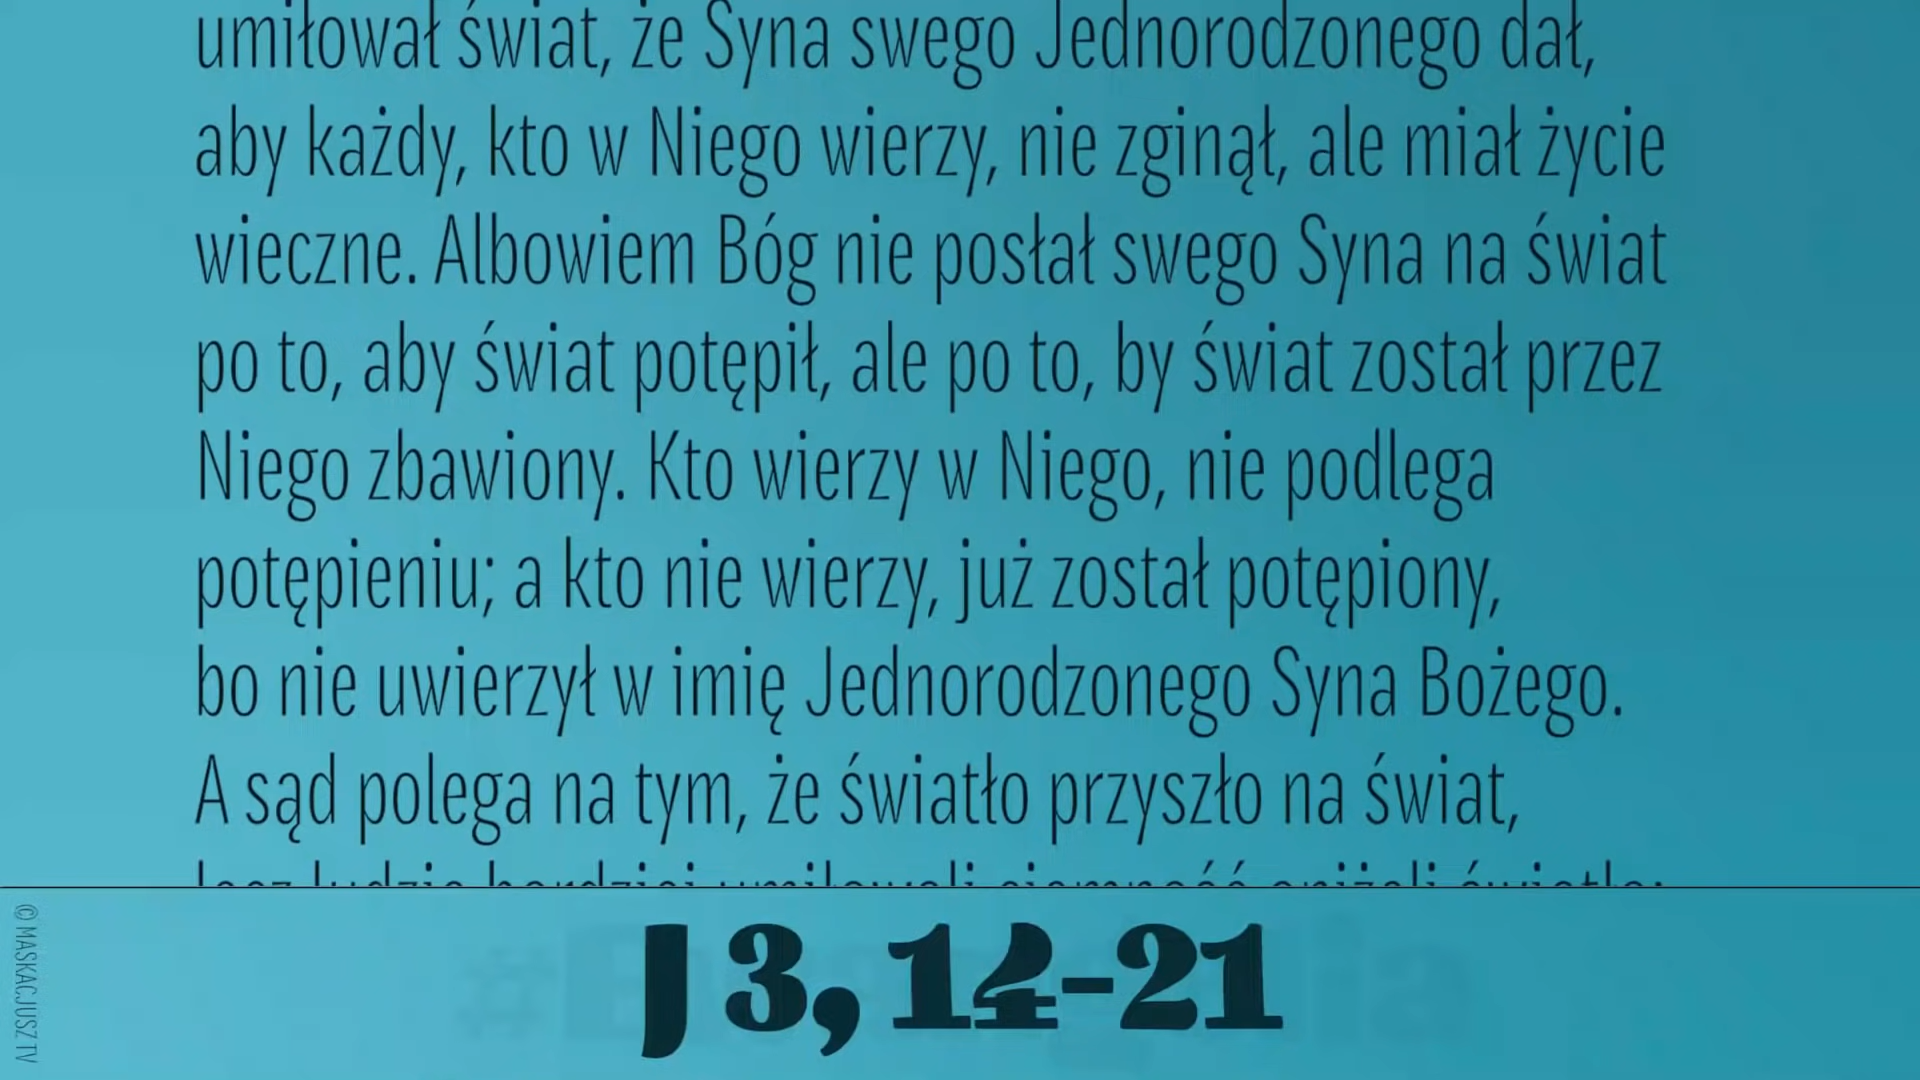 umiłował świat, że Syna swego Jednorodzonego dał,
aby każdy, kto w Niego wierzy, nie zginął, ale miał życie
wieczne. Albowiem Bóg nie posłał swego Syna na świat
po to, aby świat potępił, ale po to, by świat został przez
Niego zbawiony. Kto wierzy w Niego, nie podlega
potępieniu; a kto nie wierzy, już został potępiony,
bo nie uwierzył w imię Jednorodzonego Syna Bożego.
A sąd polega na tym, że światło przyszło na świat,
J 3, 14-21
© MASKACJUSZ TV